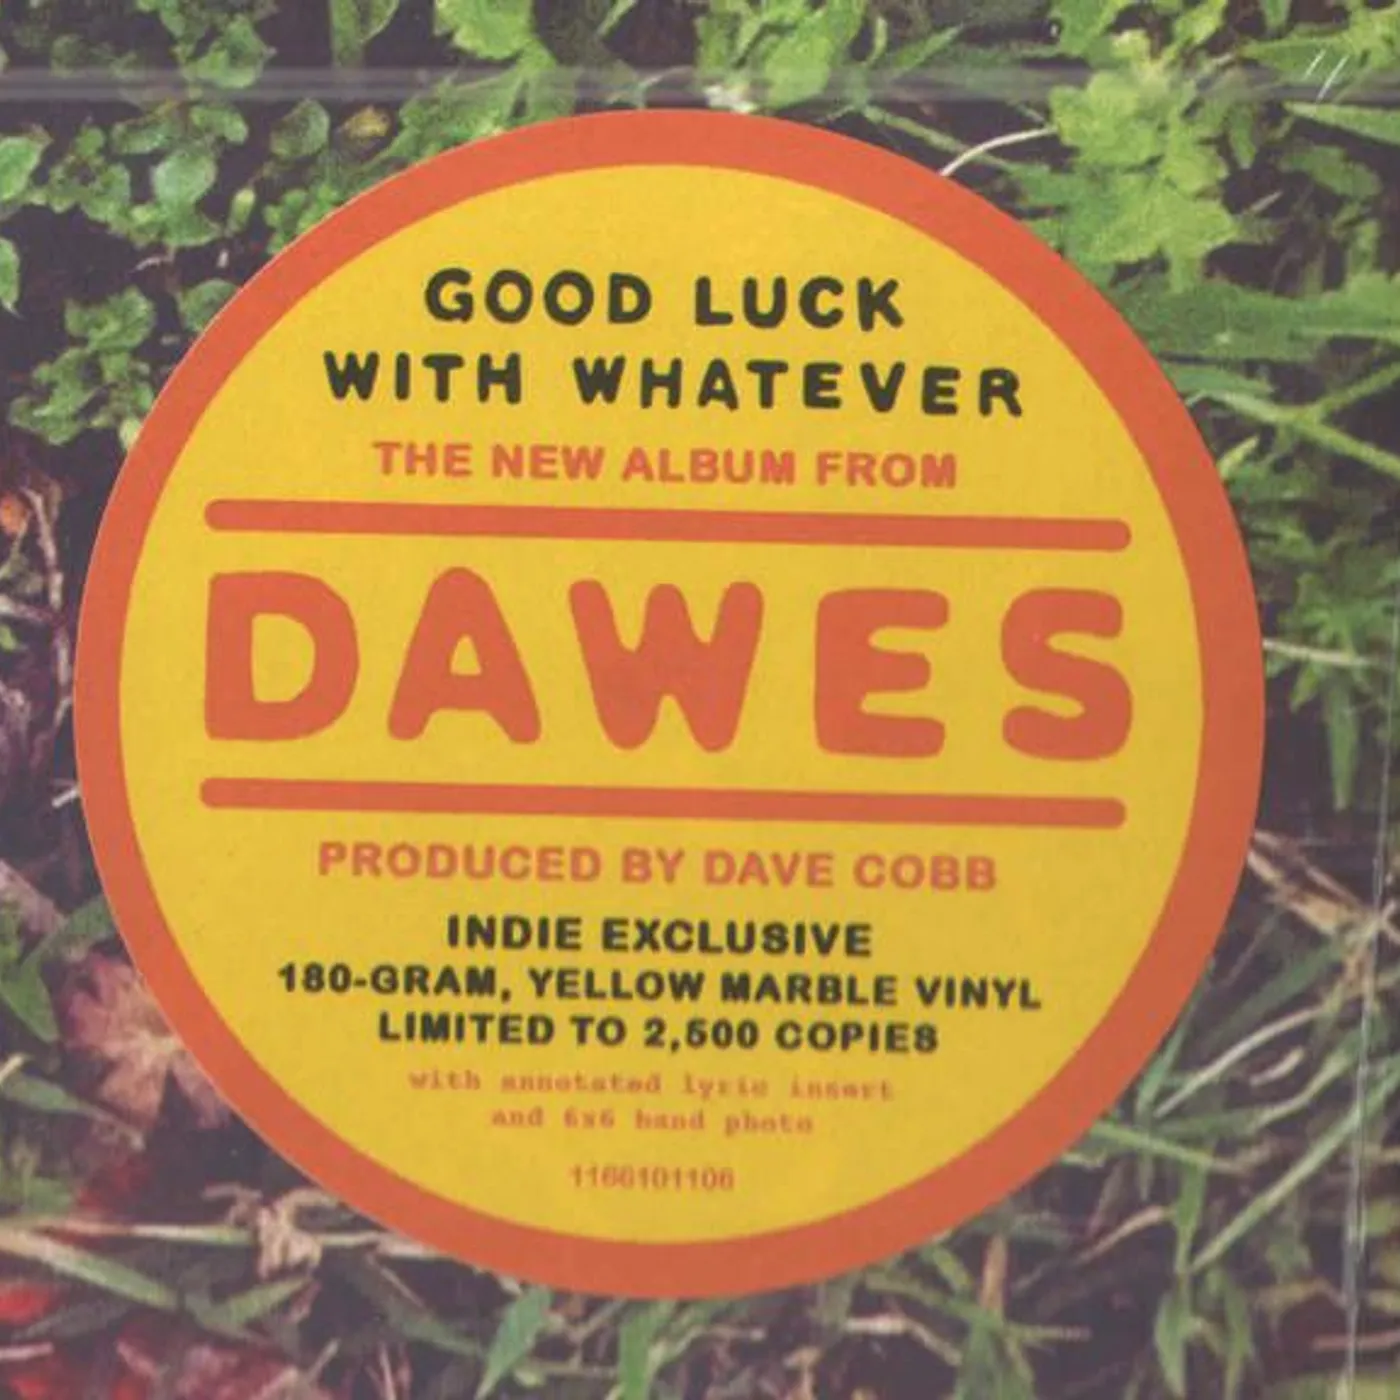 GOOD LUCK
WITH WHATEVER
THE NEW ALBUM FROM
DAWES
PRODUCED BY DAVE COBB
INDIE EXCLUSIVE
180-GRAM, YELLOW MARBLE VINYL
LIMITED TO 2,500 COPIES
with annotated lyric insert
and 6x6 band photo
1166101106